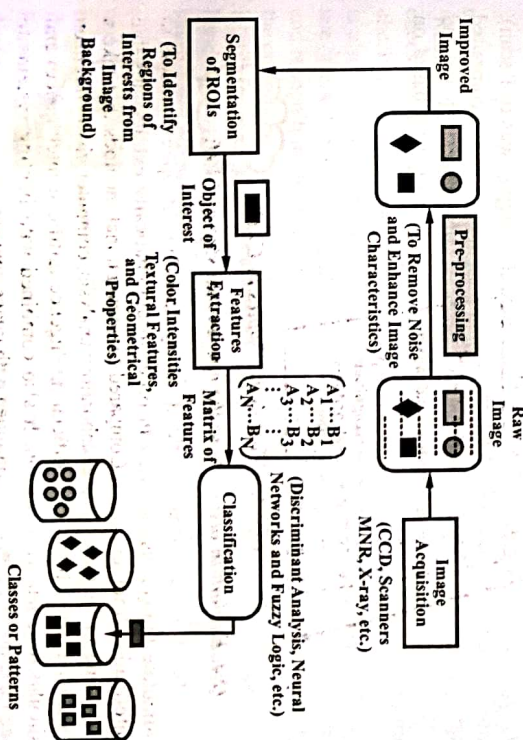 Image
Acquisition
(CCD, Scanners
MNR, X-ray, etc.)
Raw
Image
Pre-processing
(To Remove Noise
and Enhance Image
Characteristics)
Improved
Image
Segmentation
of ROIs
(To Identify
Regions of
Interests from
Image
Background)
Object of
Interest
Features
Extraction
(Color Intensities
Textural Features,
and Geometrical
Properties)
A1...B1
A2...B2
A3...B3
⋮ ⋮
AN...BN
Matrix of
Features
Classification
(Discriminant Analysis, Neural
Networks and Fuzzy Logic, etc.)
Classes or Patterns